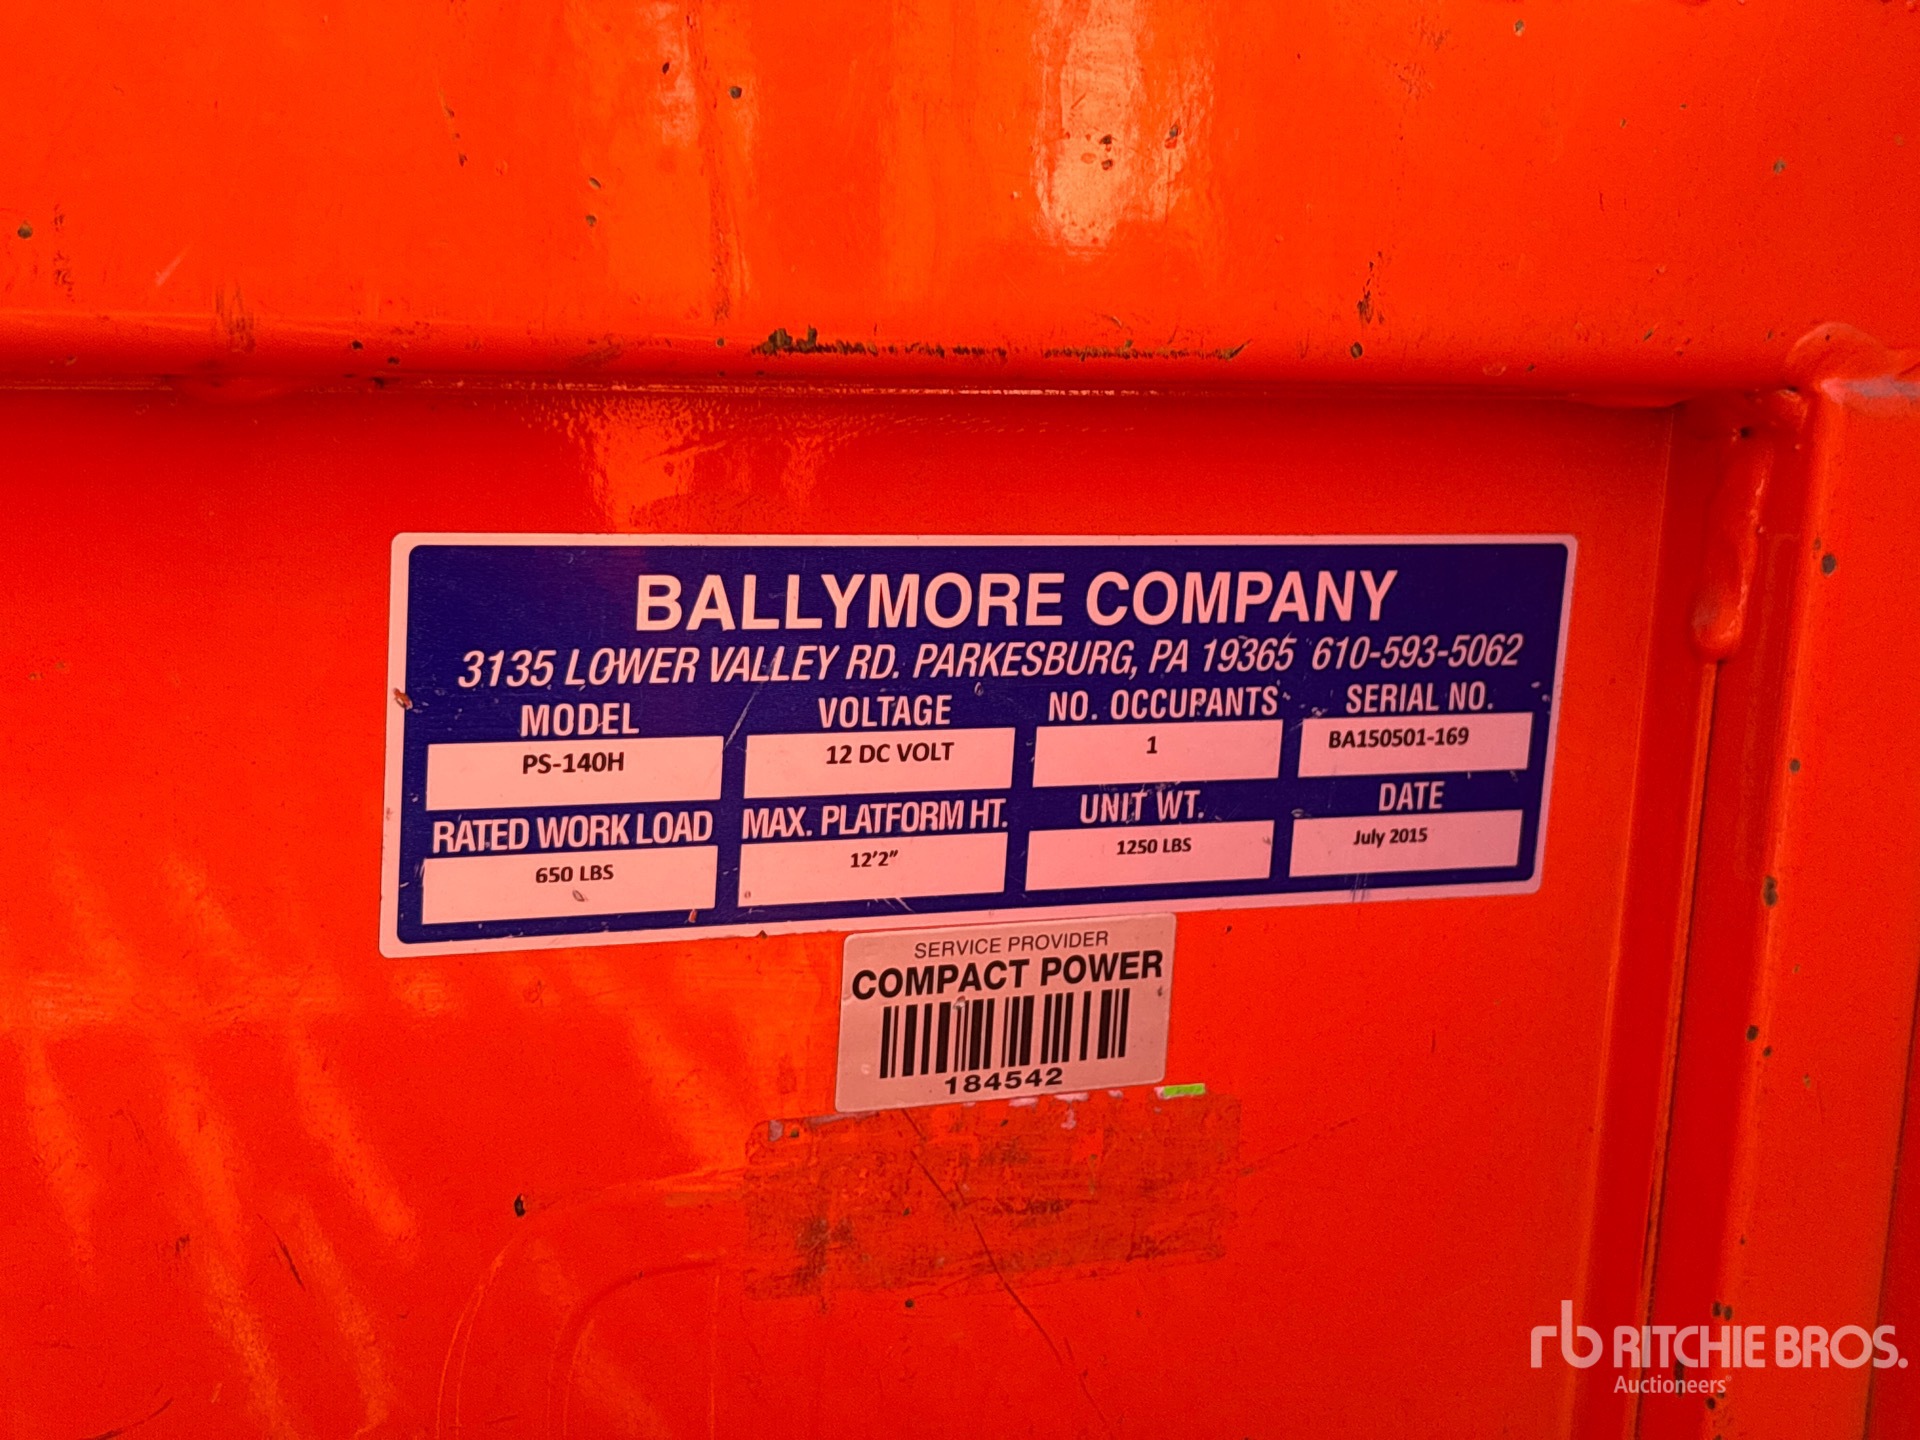 BALLYMORE COMPANY
3135 LOWER VALLEY RD. PARKESBURG, PA 19365 610-593-5062
MODEL VOLTAGE NO. OCCUPANTS SERIAL NO.
PS-140H 12 DC VOLT 1 BA150501-169
RATED WORK LOAD MAX. PLATFORM HT. UNIT WT. DATE
650 LBS 12'2" 1250 LBS July 2015
SERVICE PROVIDER
COMPACT POWER
184542
rb RITCHIE BROS.
Auctioneers